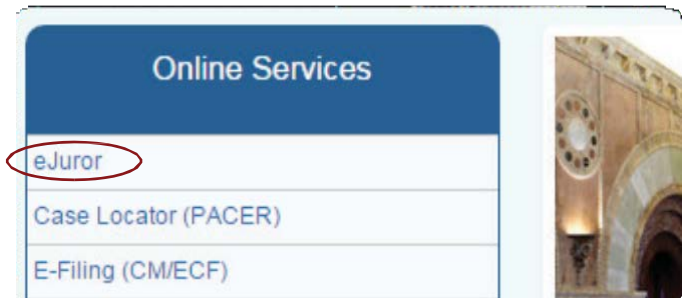 Online Services
eJuror
Case Locator (PACER)
E-Filing (CM/ECF)